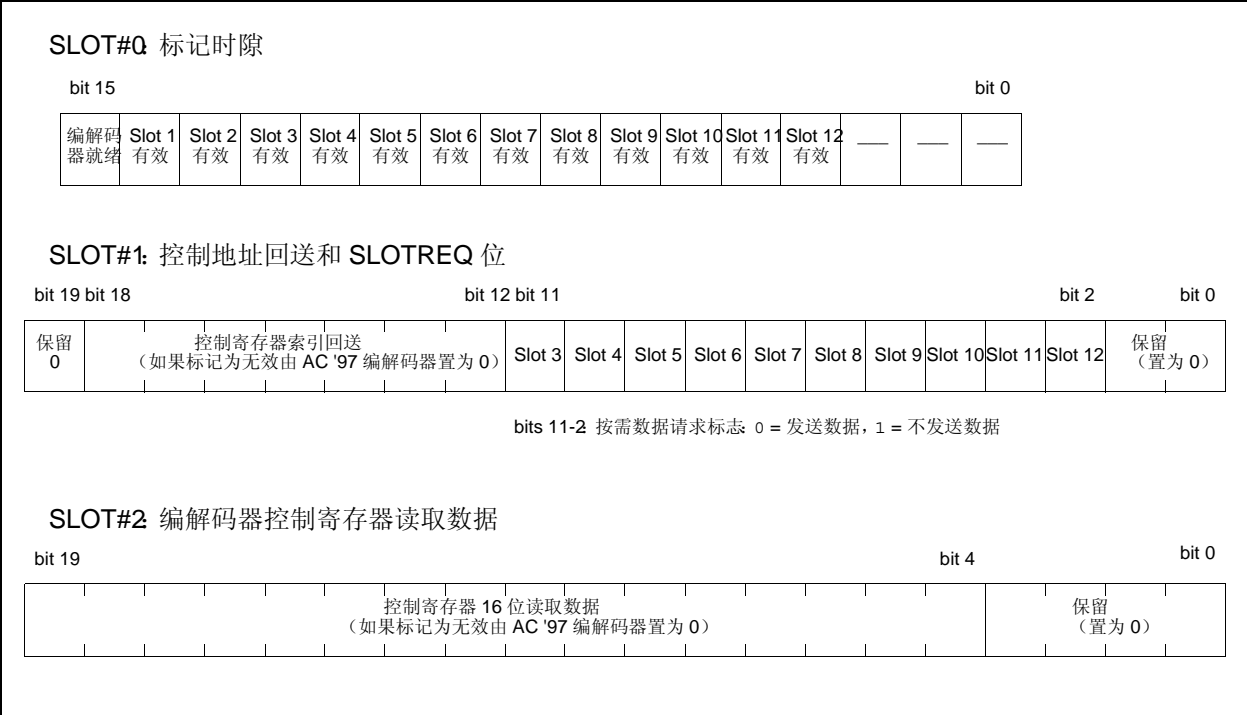 SLOT#0: 标记时隙
bit 15 bit 0
编解码器就绪 Slot 1 有效 Slot 2 有效 Slot 3 有效 Slot 4 有效 Slot 5 有效 Slot 6 有效 Slot 7 有效 Slot 8 有效 Slot 9 有效 Slot 10 有效 Slot 11 有效 Slot 12 有效 — — —
SLOT#1: 控制地址回送和 SLOTREQ 位
bit 19 bit 18 bit 12 bit 11 bit 2 bit 0
保留 0 控制寄存器索引回送 (如果标记为无效由 AC '97 编解码器置为 0) Slot 3 Slot 4 Slot 5 Slot 6 Slot 7 Slot 8 Slot 9 Slot 10 Slot 11 Slot 12 保留 (置为 0)
bits 11-2: 按需数据请求标志: 0 = 发送数据, 1 = 不发送数据
SLOT#2: 编解码器控制寄存器读取数据
bit 19 bit 4 bit 0
控制寄存器 16 位读取数据 (如果标记为无效由 AC '97 编解码器置为 0) 保留 (置为 0)